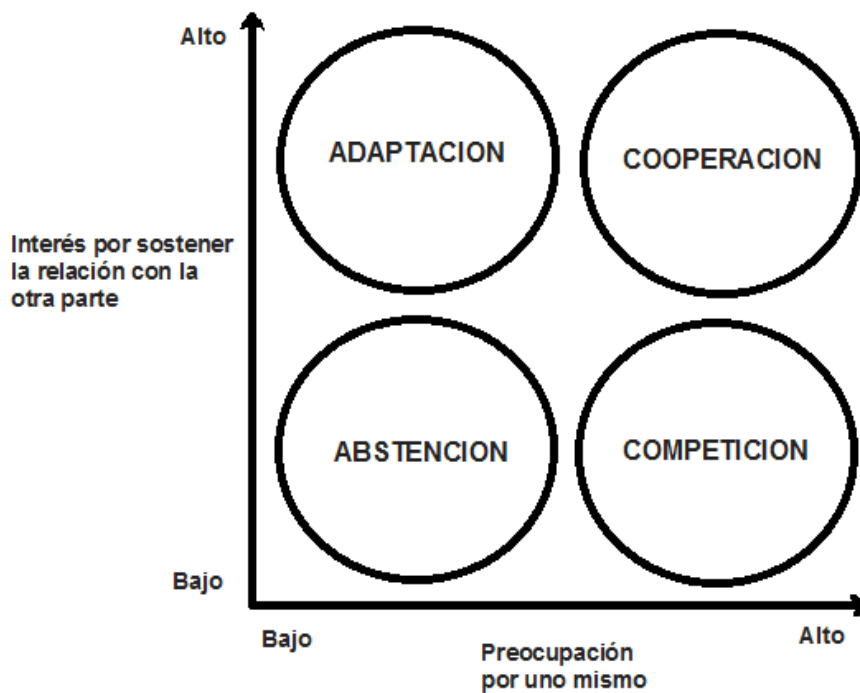 Alto
ADAPTACION
COOPERACION
Interés por sostener
la relación con la
otra parte
ABSTENCION
COMPETICION
Bajo
Bajo
Alto
Preocupación
por uno mismo